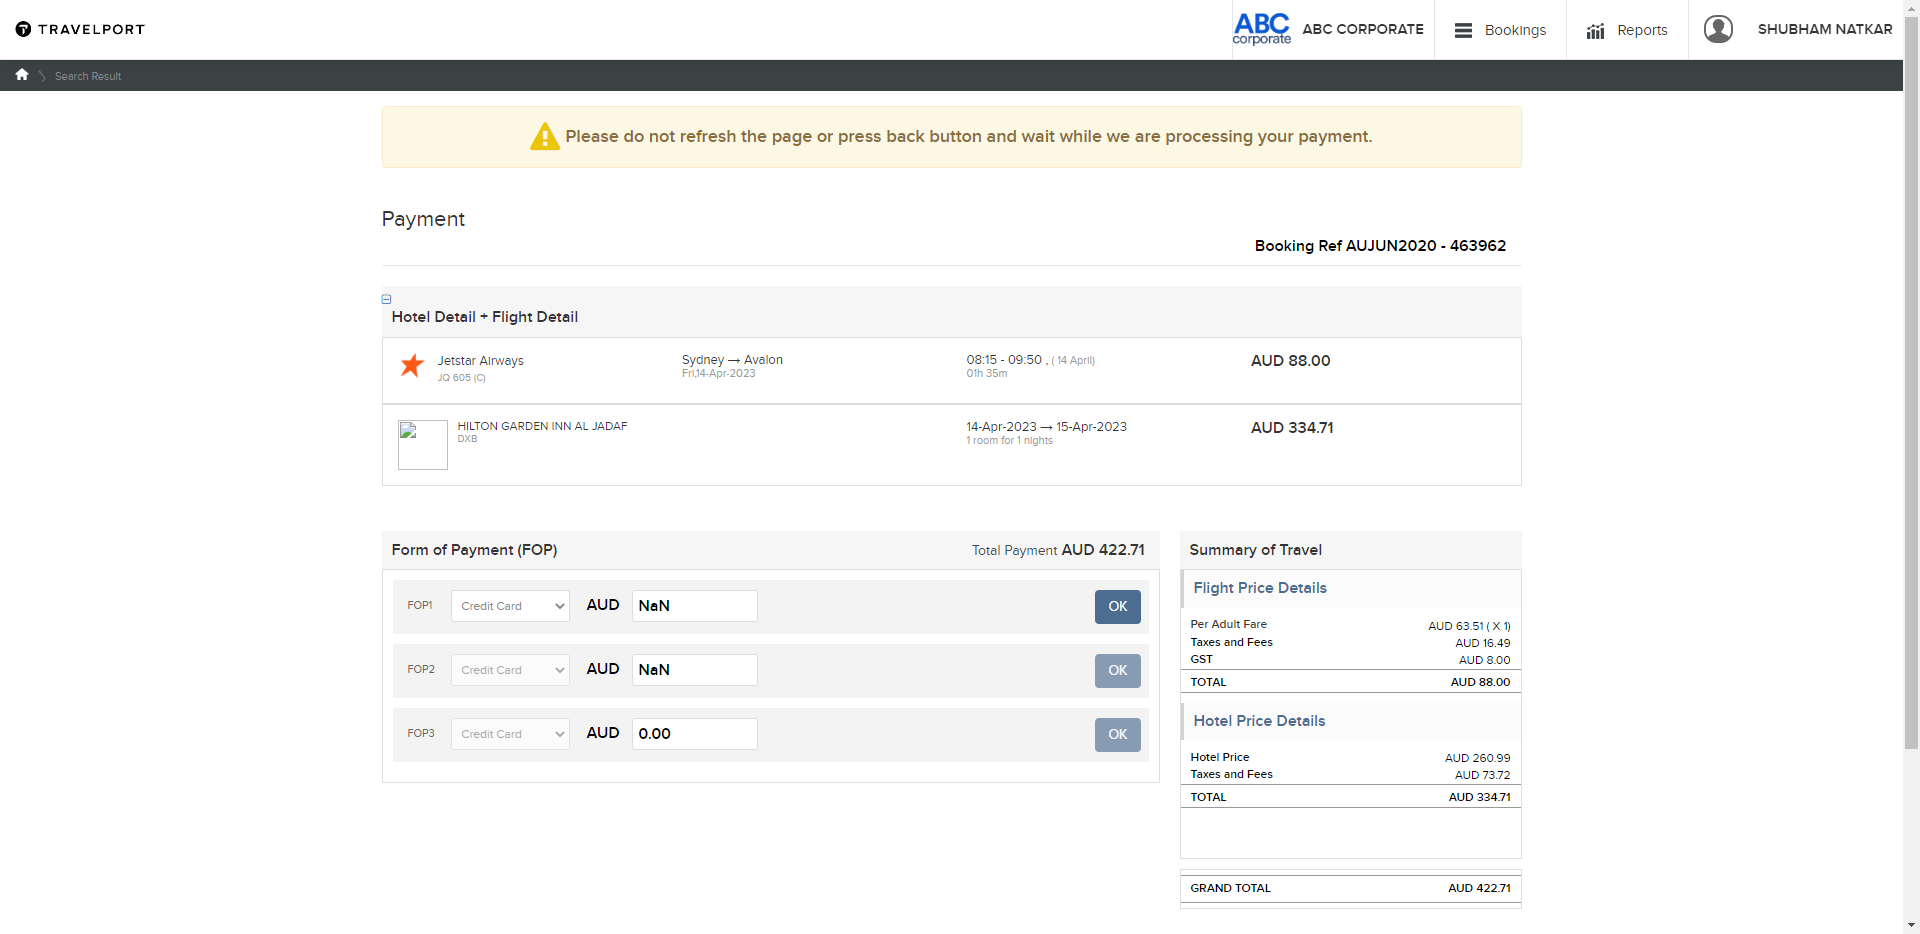 TRAVELPORT
ABC
corporate
ABC CORPORATE
Bookings
Reports
SHUBHAM NATKAR
Search Result
Please do not refresh the page or press back button and wait while we are processing your payment.
Payment
Booking Ref AUJUN2020 - 463962
Hotel Detail + Flight Detail
Jetstar Airways
JQ 605 (C)
Sydney → Avalon
Fri,14-Apr-2023
08:15 - 09:50 , ( 14 April)
01h 35m
AUD 88.00
HILTON GARDEN INN AL JADAF
DXB
14-Apr-2023 → 15-Apr-2023
1 room for 1 nights
AUD 334.71
Form of Payment (FOP)
Total Payment AUD 422.71
FOP1 Credit Card AUD NaN OK
FOP2 Credit Card AUD NaN OK
FOP3 Credit Card AUD 0.00 OK
Summary of Travel
Flight Price Details
Per Adult Fare AUD 63.51 ( X 1)
Taxes and Fees AUD 16.49
GST AUD 8.00
TOTAL AUD 88.00
Hotel Price Details
Hotel Price AUD 260.99
Taxes and Fees AUD 73.72
TOTAL AUD 334.71
GRAND TOTAL AUD 422.71